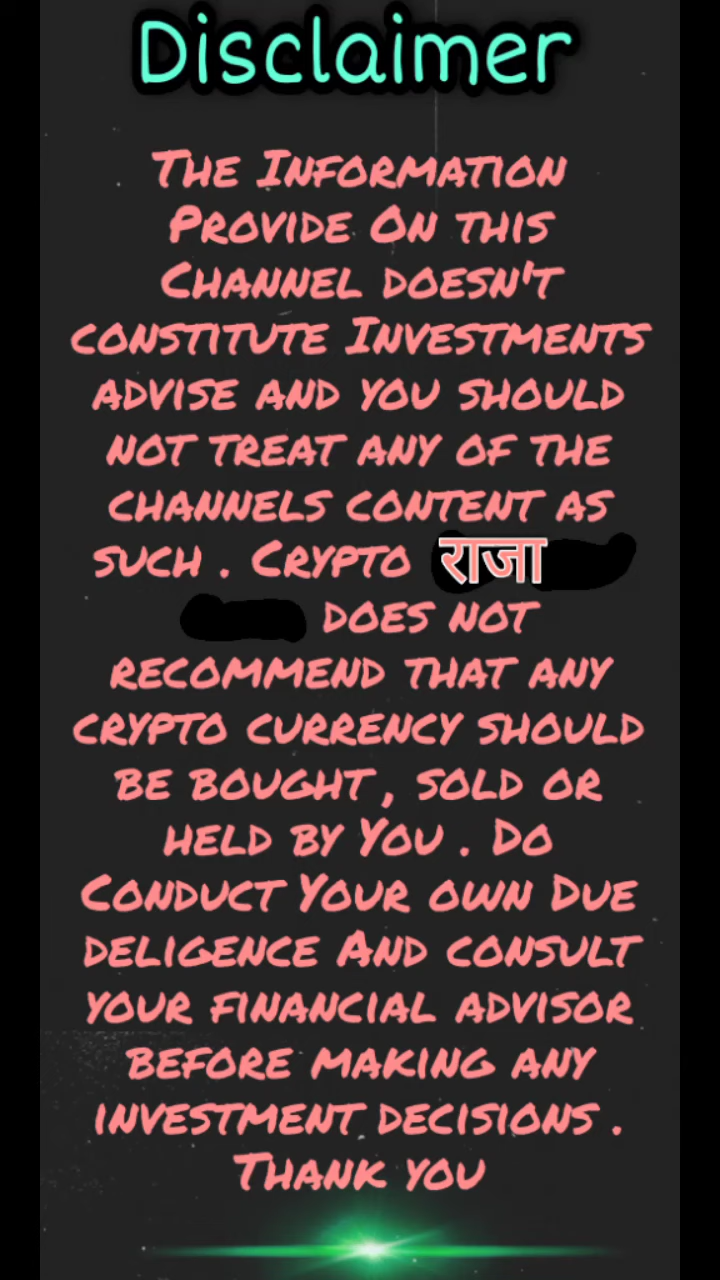 Disclaimer
The Information
Provide On this
Channel doesn't
constitute Investments
advise and you should
not treat any of the
channels content as
such . Crypto राजा
does not
recommend that any
crypto currency should
be bought , sold or
held by You . Do
Conduct Your own Due
deligence And consult
your financial advisor
before making any
investment decisions .
Thank you